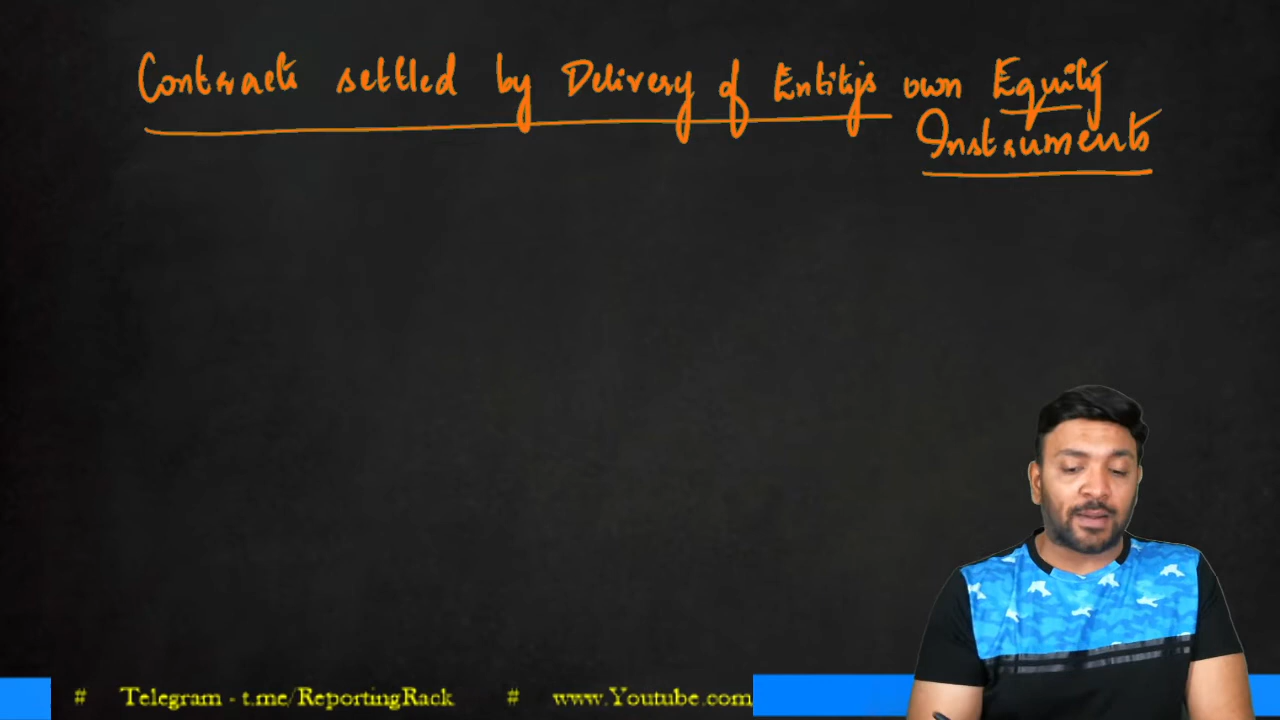 Contracts settled by Delivery of Entity's own Equity
Instruments
# Telegram - t.me/ReportingRack # www.Youtube.com